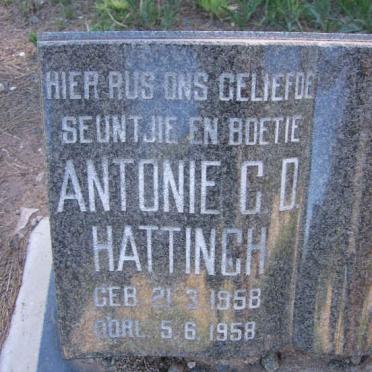 HIER RUS ONS GELIEFDE
SEUNTJIE EN BOETIE
ANTONIE C.D.
HATTINGH
GEB. 21.3.1958
OORL. 5.6.1958